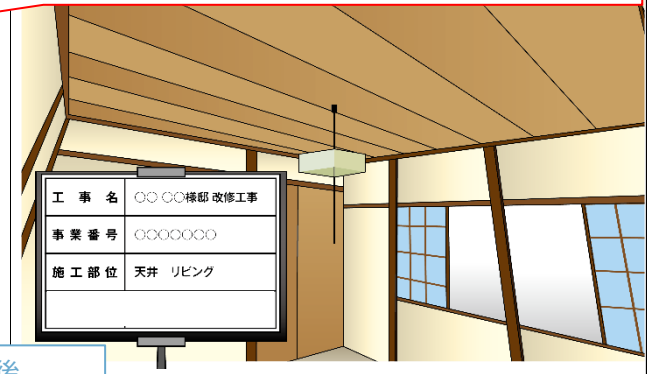 工事名 ○○ ○○様邸 改修工事
事業番号 ○○○○○○○
施工部位 天井 リビング
後